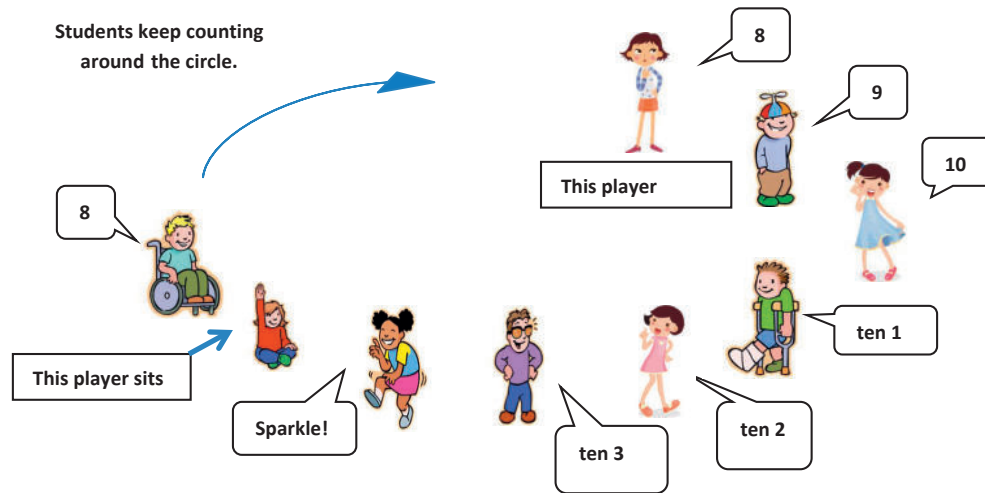 Students keep counting
around the circle.
8
9
This player
10
8
ten 1
This player sits
Sparkle!
ten 3
ten 2